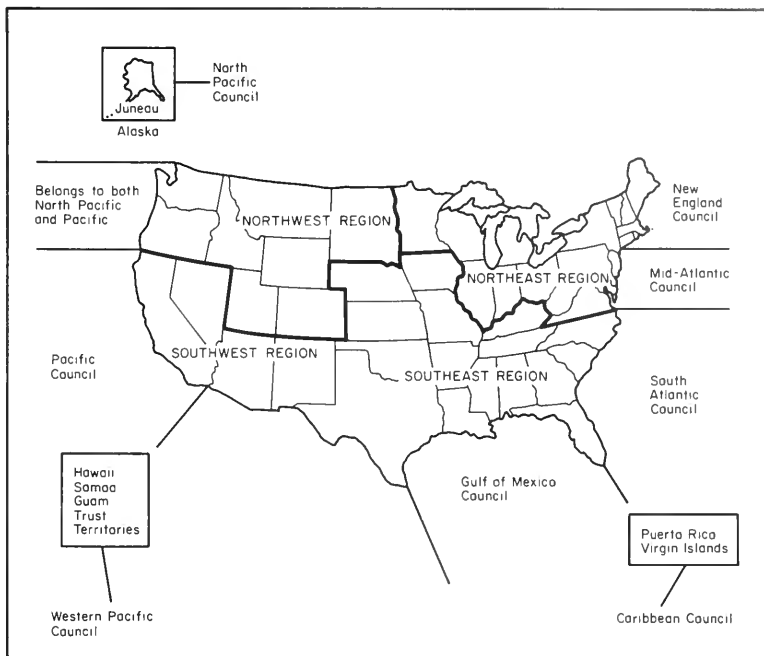 North
Pacific
Council
Juneau
Alaska
Belongs to both
North Pacific
and Pacific
NORTHWEST REGION
New
England
Council
NORTHEAST REGION
Mid-Atlantic
Council
Pacific
Council
SOUTHWEST REGION
SOUTHEAST REGION
South
Atlantic
Council
Hawaii
Samoa
Guam
Trust
Territories
Gulf of Mexico
Council
Puerto Rico
Virgin Islands
Western Pacific
Council
Caribbean Council